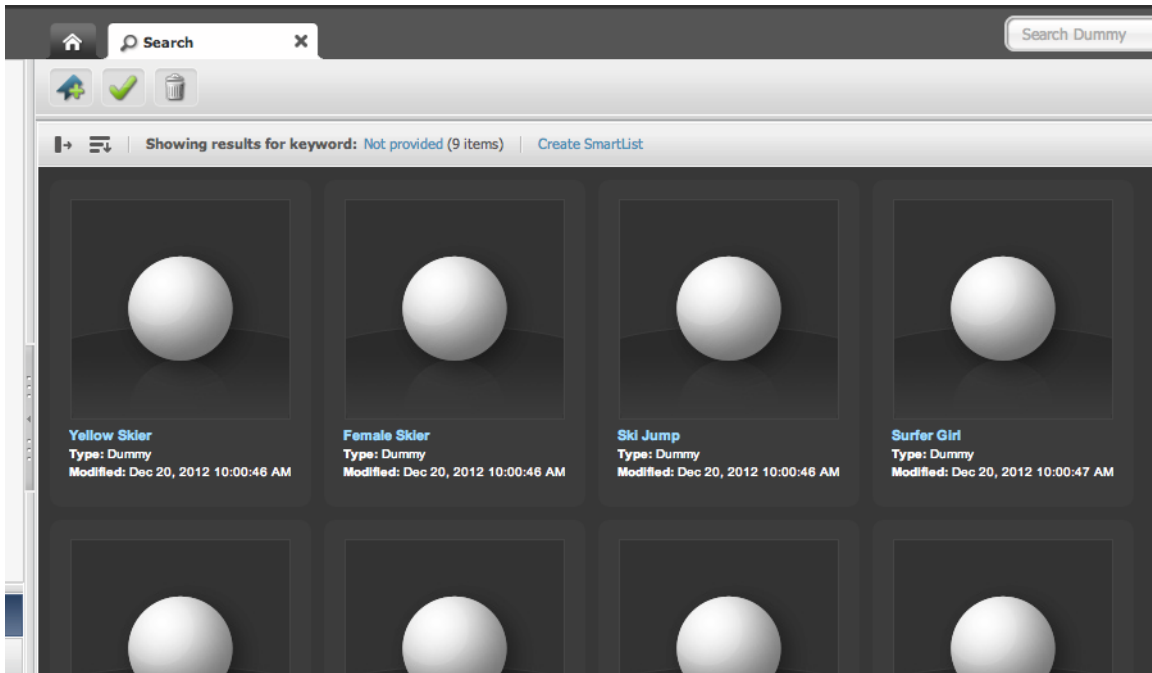 Search
Search Dummy
Showing results for keyword: Not provided (9 items)
Create SmartList
Yellow Skier
Type: Dummy
Modified: Dec 20, 2012 10:00:46 AM
Female Skier
Type: Dummy
Modified: Dec 20, 2012 10:00:46 AM
Ski Jump
Type: Dummy
Modified: Dec 20, 2012 10:00:46 AM
Surfer Girl
Type: Dummy
Modified: Dec 20, 2012 10:00:47 AM